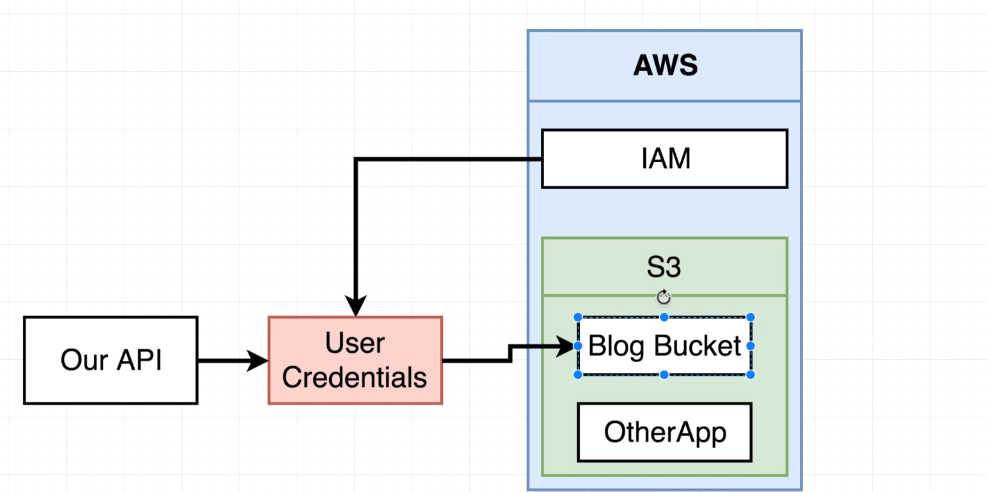 AWS
IAM
S3
Our API
User
Credentials
Blog Bucket
OtherApp